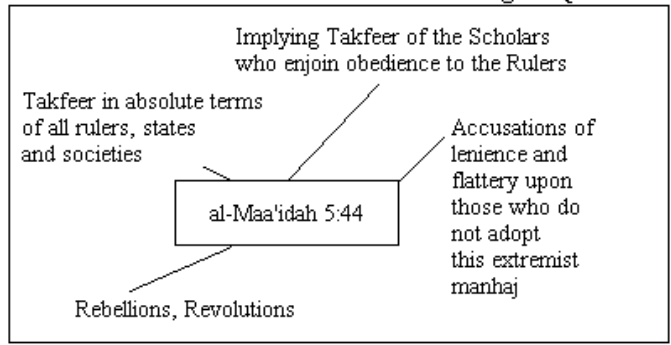 Implying Takfeer of the Scholars
who enjoin obedience to the Rulers
Takfeer in absolute terms
of all rulers, states
and societies
Accusations of
lenience and
flattery upon
those who do
not adopt
this extremist
manhaj
al-Maa'idah 5:44
Rebellions, Revolutions